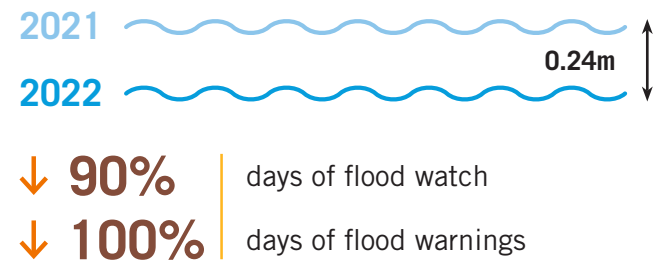 2021
0.24m
2022
↓ 90% days of flood watch
↓ 100% days of flood warnings